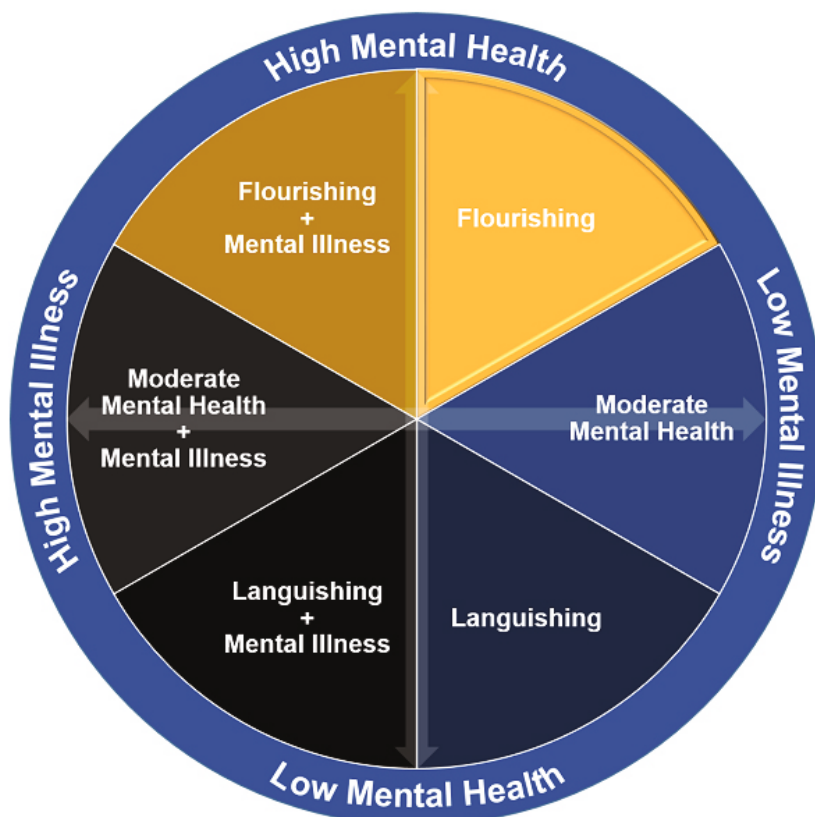 High Mental Health
Flourishing
+
Mental Illness
Flourishing
High Mental Illness
Moderate
Mental Health
+
Mental Illness
Moderate
Mental Health
Low Mental Illness
Languishing
+
Mental Illness
Languishing
Low Mental Health